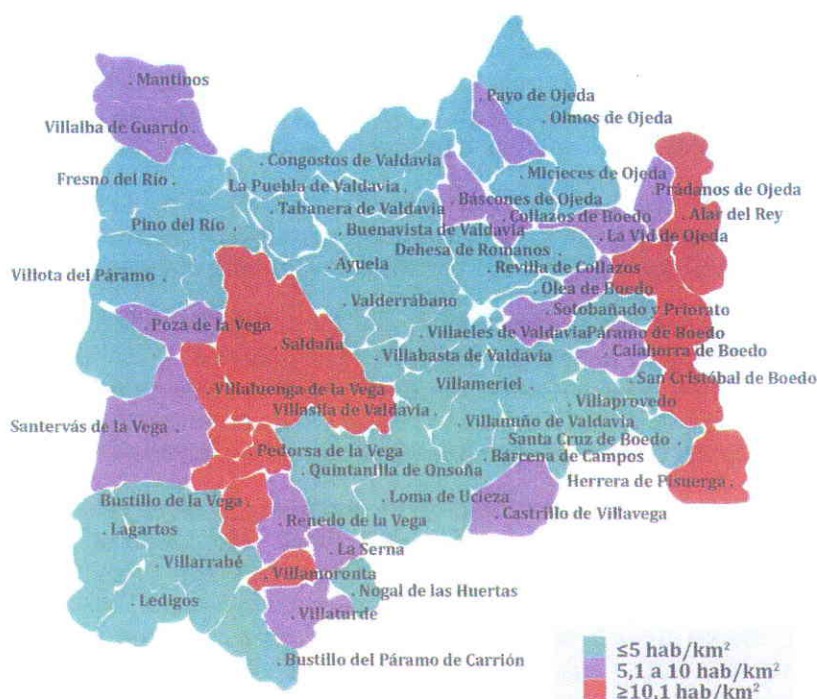 . Mantinos
Villalba de Guardo .
. Payo de Ojeda
. Olmos de Ojeda
. Congostos de Valdavia
. Micieces de Ojeda
Fresno del Río .
La Puebla de Valdavia .
Prádanos de Ojeda
. Báscones de Ojeda
. Tabanera de Valdavia
. Collazos de Boedo
. Alar del Rey
Pino del Río .
. Buenavista de Valdavia
. La Vid de Ojeda
Dehesa de Romanos .
. Ayuela
. Revilla de Collazos
Villota del Páramo .
. Olea de Boedo
. Valderrábano
. Sotobañado y Priorato
. Poza de la Vega
. Villaeles de Valdavia
Páramo de Boedo
. Saldaña
. Villabasta de Valdavia
. Calahorra de Boedo
Villameriel .
. San Cristóbal de Boedo
. Villaluenga de la Vega
Villasila de Valdavia .
. Villaprovedo
Santervás de la Vega .
. Villanuño de Valdavia
Santa Cruz de Boedo .
. Pedorsa de la Vega
. Barcena de Campos
. Quintanilla de Onsoña
Herrera de Pisuerga .
Bustillo de la Vega .
. Loma de Ucieza
. Castrillo de Villavega
. Lagartos
. Renedo de la Vega
. La Serna
. Villarrabé
. Villamoronta
. Nogal de las Huertas
. Ledigos
. Villaturde
. Bustillo del Páramo de Carrión
≤5 hab/km²
5,1 a 10 hab/km²
≥10,1 hab/km²